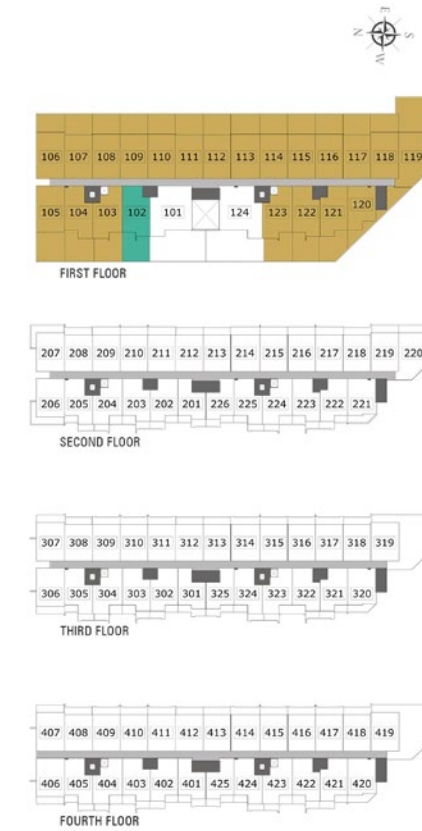 E
N S
W
106 107 108 109 110 111 112 113 114 115 116 117 118 119
105 104 103 102 101 124 123 122 121 120
FIRST FLOOR
207 208 209 210 211 212 213 214 215 216 217 218 219 220
206 205 204 203 202 201 226 225 224 223 222 221
SECOND FLOOR
307 308 309 310 311 312 313 314 315 316 317 318 319
306 305 304 303 302 301 325 324 323 322 321 320
THIRD FLOOR
407 408 409 410 411 412 413 414 415 416 417 418 419
406 405 404 403 402 401 425 424 423 422 421 420
FOURTH FLOOR